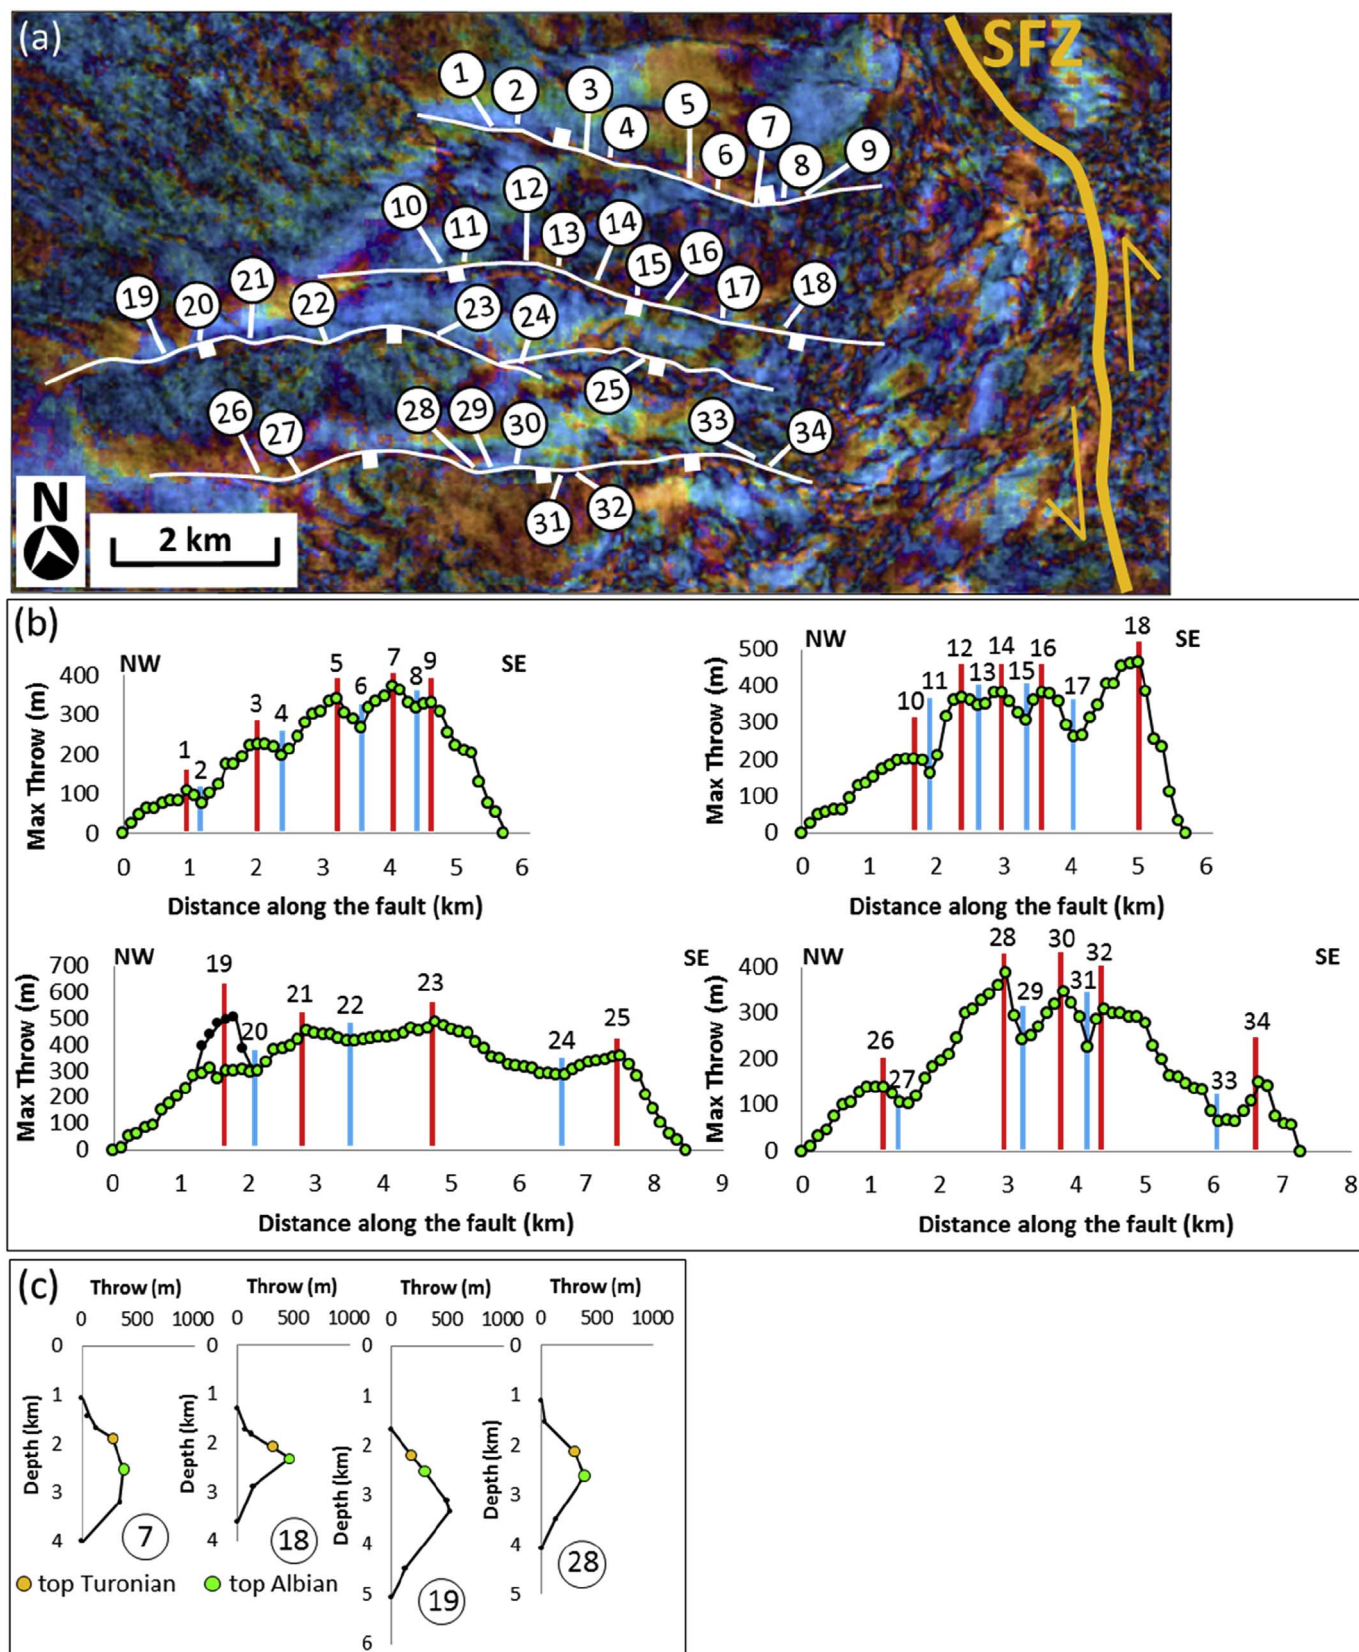 (a)
SFZ
1
2
3
4
5
6
7
8
9
10
11
12
13
14
15
16
17
18
19
20
21
22
23
24
25
26
27
28
29
30
31
32
33
34
N
2 km
(b)
NW SE
1 2 3 4 5 6 7 8 9
Max Throw (m)
400
300
200
100
0
0 1 2 3 4 5 6
Distance along the fault (km)
NW SE
10 11 12 13 14 15 16 17 18
Max Throw (m)
500
400
300
200
100
0
0 1 2 3 4 5 6
Distance along the fault (km)
NW SE
19 20 21 22 23 24 25
Max Throw (m)
700
600
500
400
300
200
100
0
0 1 2 3 4 5 6 7 8 9
Distance along the fault (km)
NW SE
26 27 28 29 30 31 32 33 34
Max Throw (m)
400
300
200
100
0
0 1 2 3 4 5 6 7 8
Distance along the fault (km)
(c)
Throw (m)
0 500 1000
Depth (km)
0
1
2
3
4
7
Throw (m)
0 500 1000
Depth (km)
0
1
2
3
4
18
Throw (m)
0 500 1000
Depth (km)
0
1
2
3
4
5
6
19
Throw (m)
0 500 1000
Depth (km)
0
1
2
3
4
5
28
top Turonian top Albian